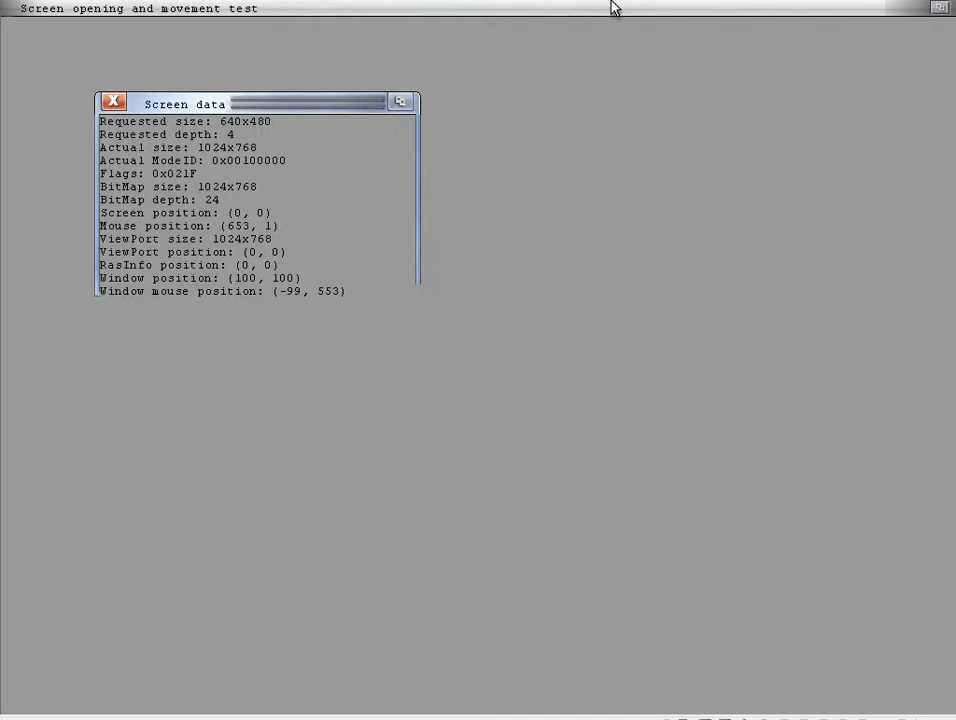 Screen opening and movement test
Screen data
Requested size: 640x480
Requested depth: 4
Actual size: 1024x768
Actual ModeID: 0x00100000
Flags: 0x021F
BitMap size: 1024x768
BitMap depth: 24
Screen position: (0, 0)
Mouse position: (653, 1)
ViewPort size: 1024x768
ViewPort position: (0, 0)
RasInfo position: (0, 0)
Window position: (100, 100)
Window mouse position: (-99, 553)